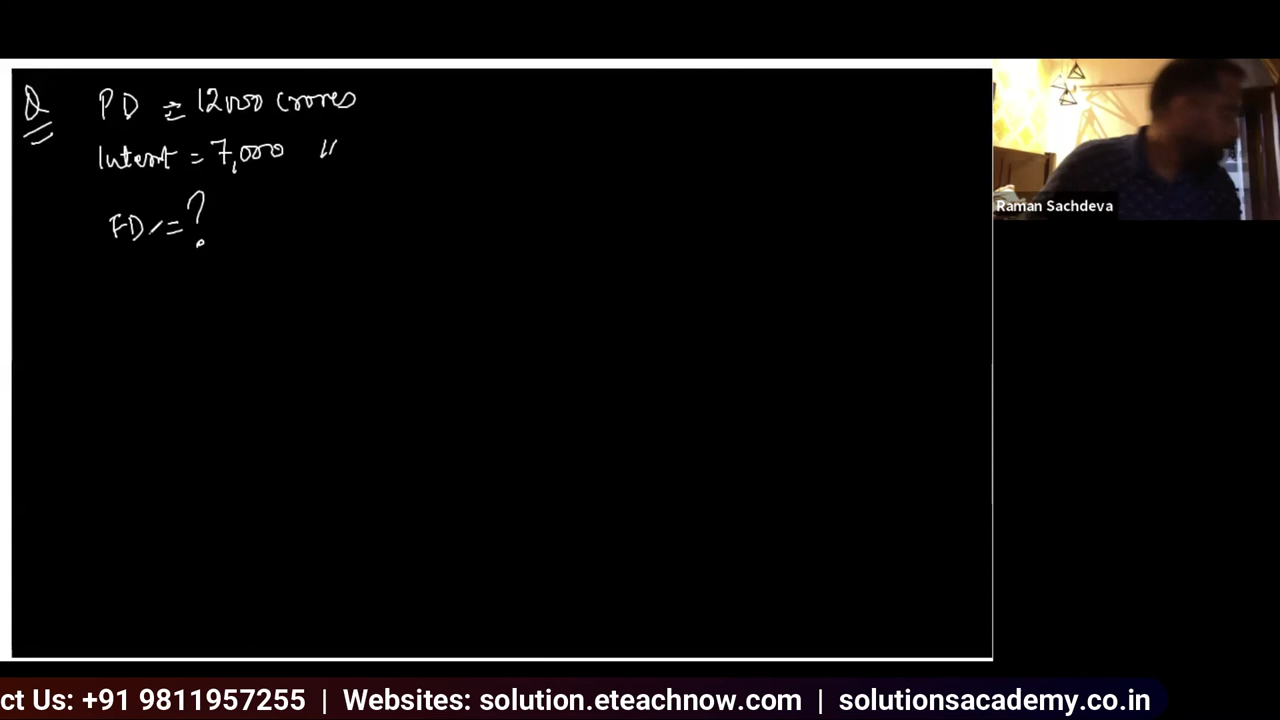 Q PD = 12000 crores
Interest = 7,000 "
FD = ?
Raman Sachdeva
ct Us: +91 9811957255 | Websites: solution.eteachnow.com | solutionsacademy.co.in